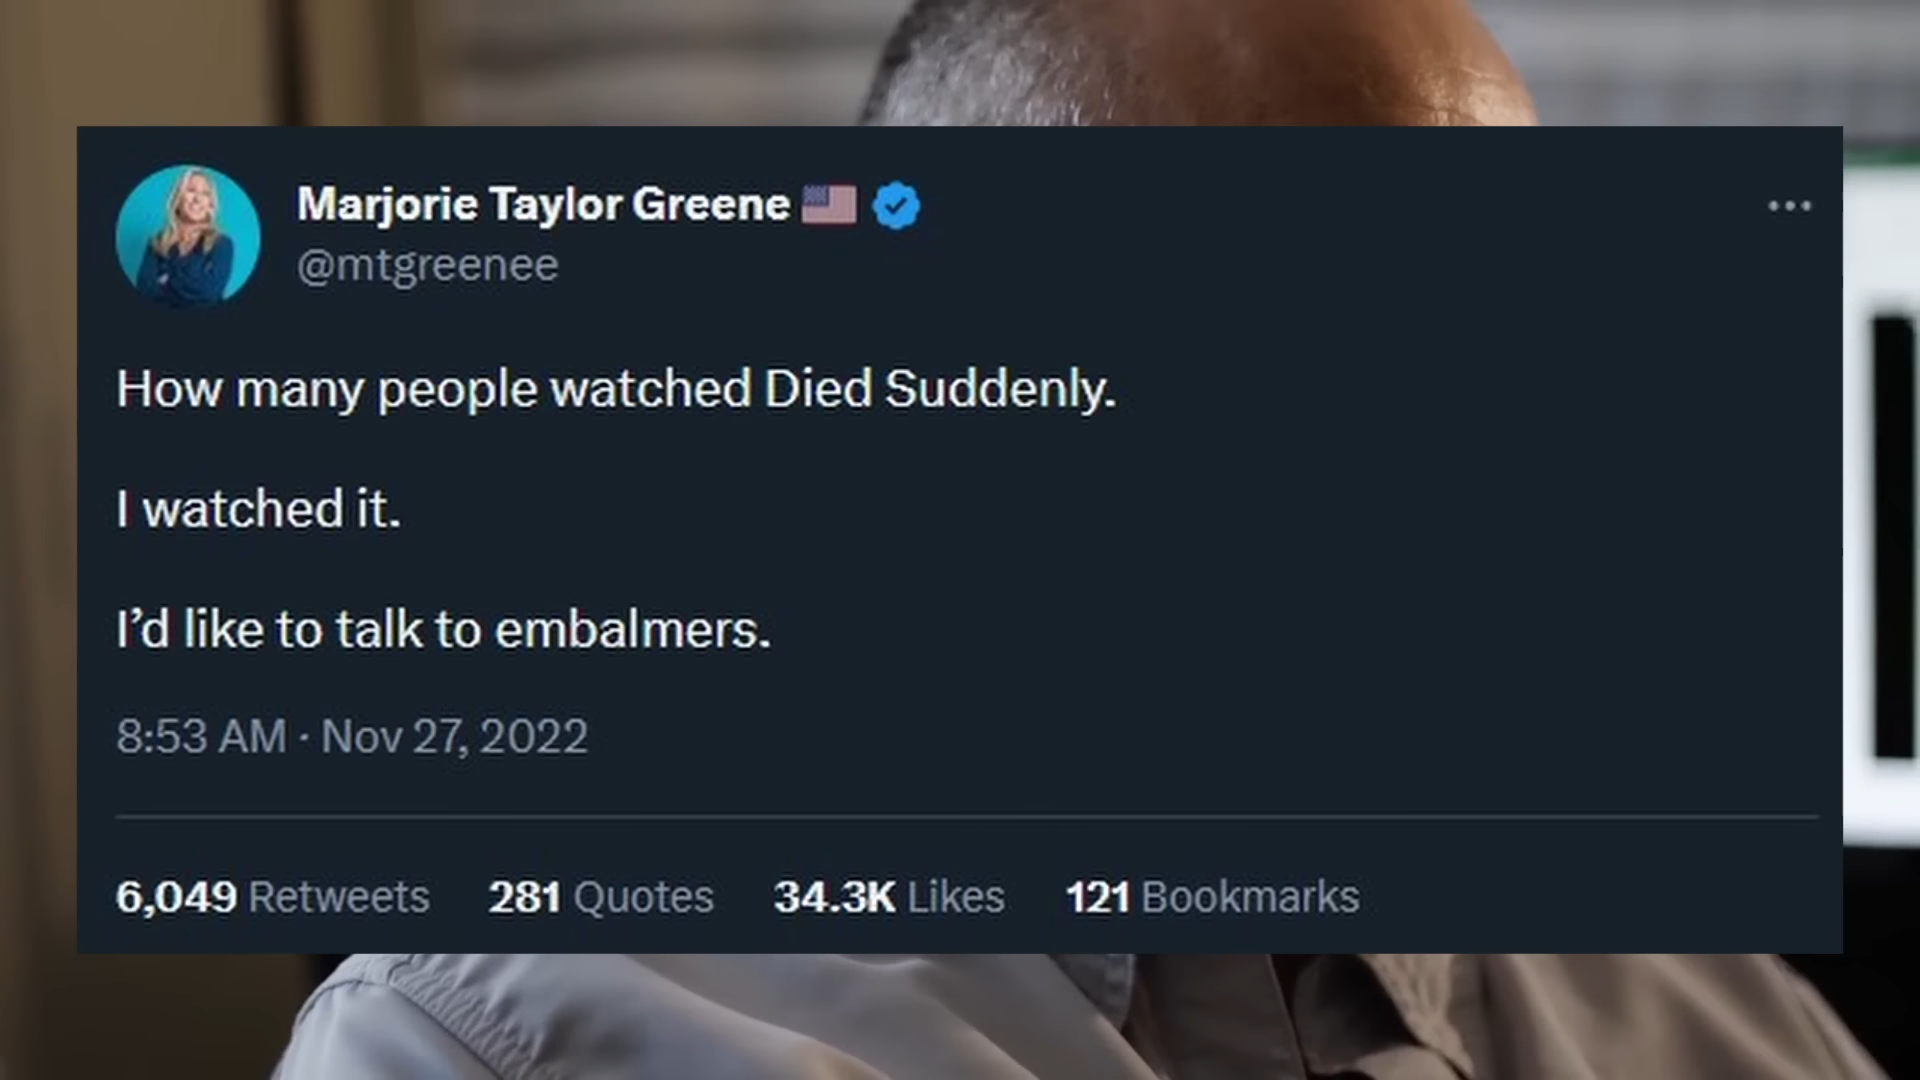 Marjorie Taylor Greene 🇺🇸
@mtgreenee
How many people watched Died Suddenly.
I watched it.
I’d like to talk to embalmers.
8:53 AM · Nov 27, 2022
6,049 Retweets 281 Quotes 34.3K Likes 121 Bookmarks